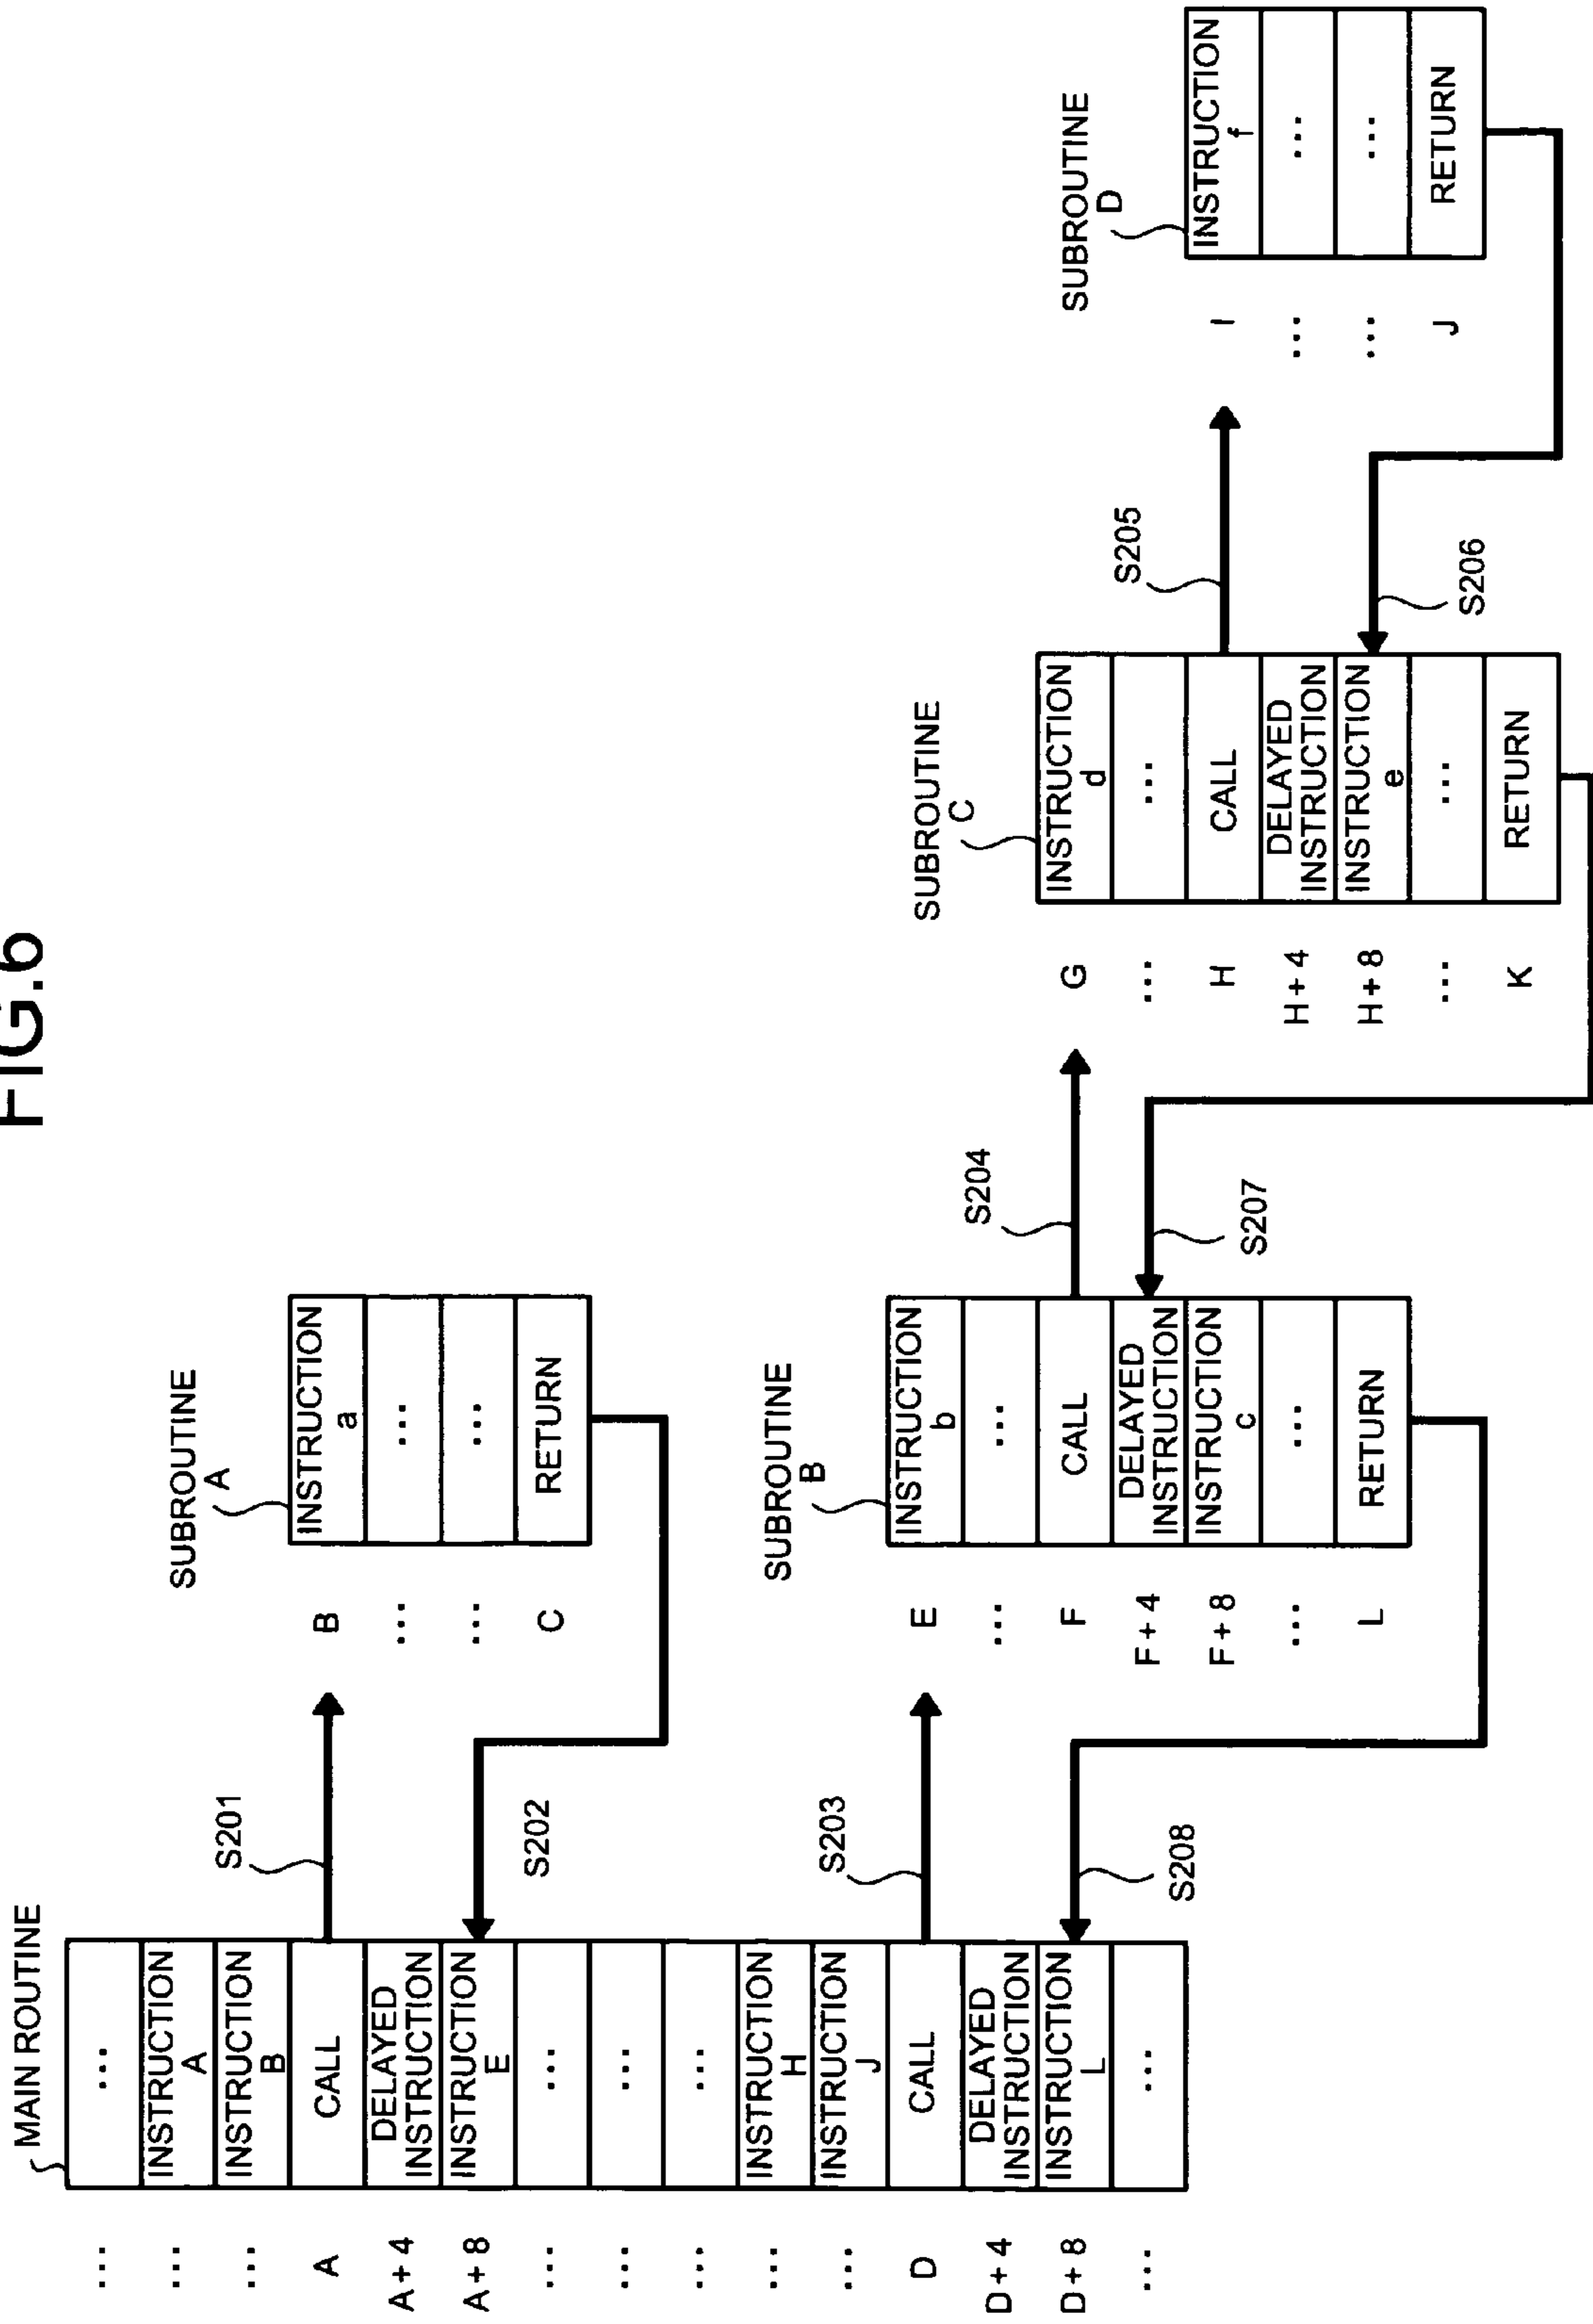 FIG.6
MAIN ROUTINE
...
...
...
A
A+4
A+8
...
...
...
...
...
D
D+4
D+8
...
...
INSTRUCTION
A
INSTRUCTION
B
CALL
DELAYED
INSTRUCTION
INSTRUCTION
E
...
...
...
INSTRUCTION
H
INSTRUCTION
J
CALL
DELAYED
INSTRUCTION
INSTRUCTION
L
...
S201
S202
S203
S208
SUBROUTINE
A
B
...
...
C
INSTRUCTION
a
...
...
RETURN
SUBROUTINE
B
E
...
F
F+4
F+8
...
L
INSTRUCTION
b
...
CALL
DELAYED
INSTRUCTION
INSTRUCTION
c
...
RETURN
S204
S207
SUBROUTINE
C
G
...
H
H+4
H+8
...
K
INSTRUCTION
d
...
CALL
DELAYED
INSTRUCTION
INSTRUCTION
e
...
RETURN
S205
S206
SUBROUTINE
D
I
...
...
J
INSTRUCTION
f
...
...
RETURN